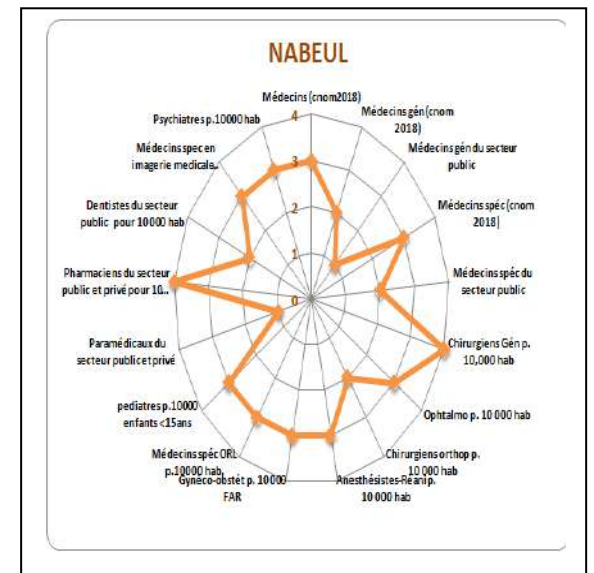 NABEUL
Médecins (cnom2018)
Médecins gén (cnom
2018)
Médecins gén du secteur
public
Médecins spéc (cnom
2018)
Médecins spéc du
secteur public
Chirurgiens Gén p.
10,000 hab
Ophtalmo p. 10 000 hab
Chirurgiens orthop p.
10 000 hab
Anesthésistes-Réani p.
10 000 hab
Gynéco-obstét p. 10 000
FAR
Médecins spéc ORL
p.10000 hab
pediatres p.10000
enfants <15ans
Paramédicaux du
secteur public et privé
Pharmaciens du secteur
public et privé pour 10...
Dentistes du secteur
public pour 10000 hab
Médecins spec en
imagerie medicale..
Psychiatres p.10000 hab
4
3
2
1
0